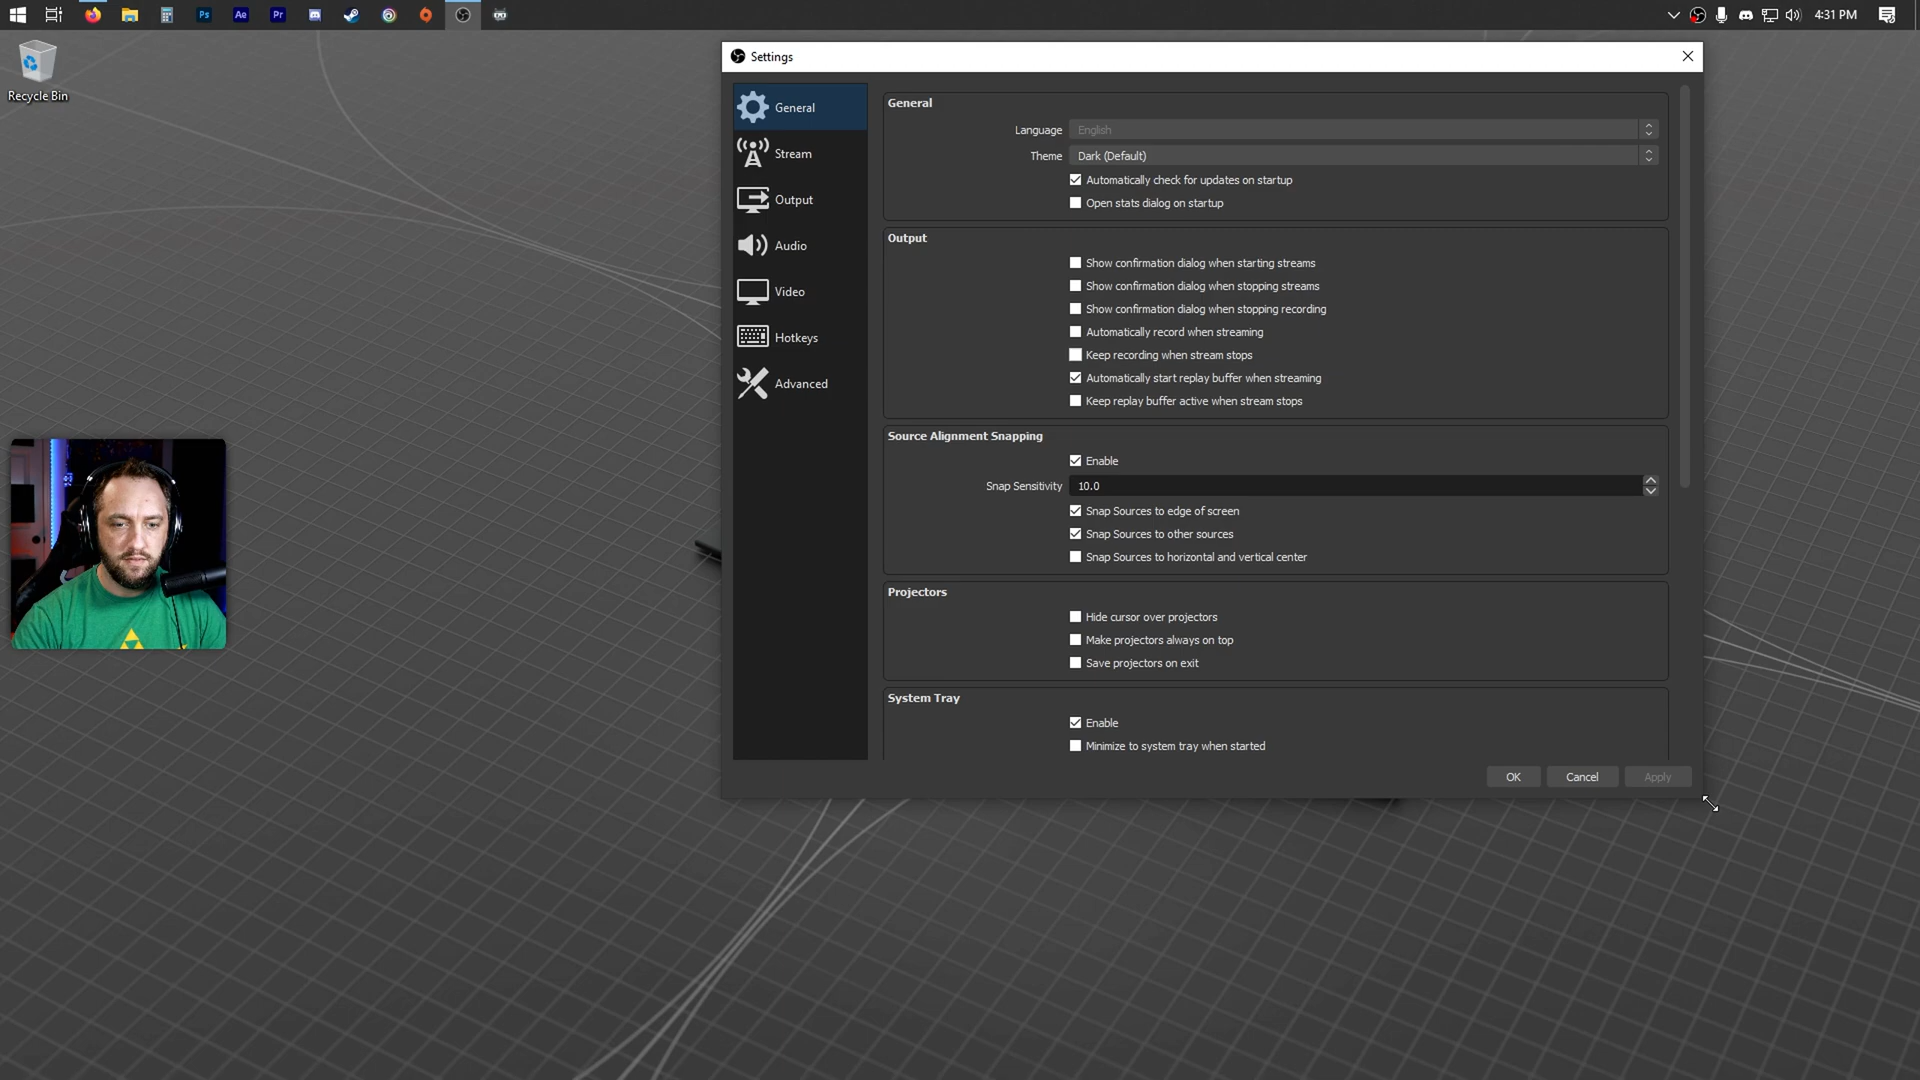 Ps
Ae
Pr
4:31 PM
Recycle Bin
Settings
General
Stream
Output
Audio
Video
Hotkeys
Advanced
General
Language English
Theme Dark (Default)
Automatically check for updates on startup
Open stats dialog on startup
Output
Show confirmation dialog when starting streams
Show confirmation dialog when stopping streams
Show confirmation dialog when stopping recording
Automatically record when streaming
Keep recording when stream stops
Automatically start replay buffer when streaming
Keep replay buffer active when stream stops
Source Alignment Snapping
Enable
Snap Sensitivity 10.0
Snap Sources to edge of screen
Snap Sources to other sources
Snap Sources to horizontal and vertical center
Projectors
Hide cursor over projectors
Make projectors always on top
Save projectors on exit
System Tray
Enable
Minimize to system tray when started
OK Cancel Apply